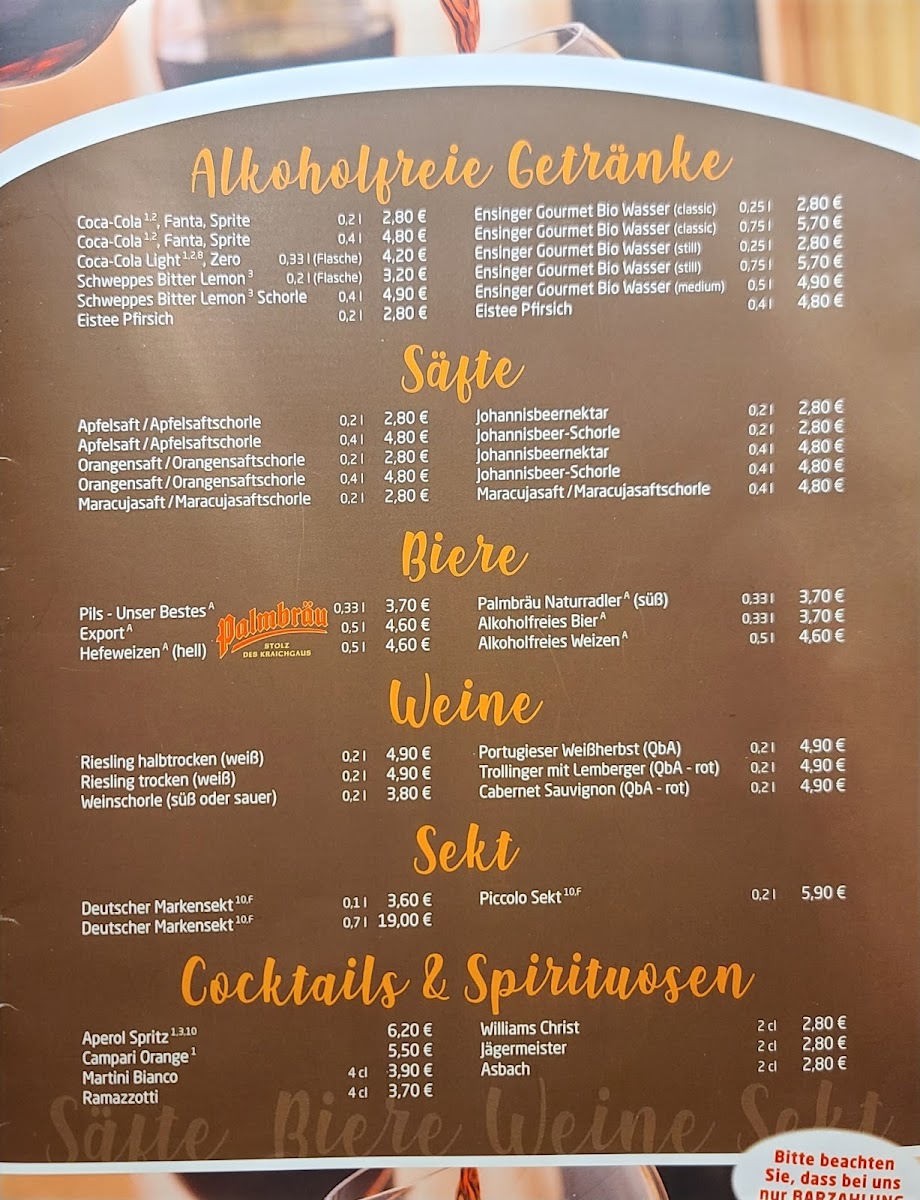 Alkoholfreie Getränke
Coca-Cola 1,2, Fanta, Sprite 0,2 l 2,80 €
Coca-Cola 1,2, Fanta, Sprite 0,4 l 4,80 €
Coca-Cola Light 1,2,8, Zero 0,33 l (Flasche) 4,20 €
Schweppes Bitter Lemon 3 0,2 l (Flasche) 3,20 €
Schweppes Bitter Lemon 3 Schorle 0,4 l 4,90 €
Eistee Pfirsich 0,2 l 2,80 €
Ensinger Gourmet Bio Wasser (classic) 0,25 l 2,80 €
Ensinger Gourmet Bio Wasser (classic) 0,75 l 5,70 €
Ensinger Gourmet Bio Wasser (still) 0,25 l 2,80 €
Ensinger Gourmet Bio Wasser (still) 0,75 l 5,70 €
Ensinger Gourmet Bio Wasser (medium) 0,5 l 4,90 €
Eistee Pfirsich 0,4 l 4,80 €
Säfte
Apfelsaft / Apfelsaftschorle 0,2 l 2,80 €
Apfelsaft / Apfelsaftschorle 0,4 l 4,80 €
Orangensaft / Orangensaftschorle 0,2 l 2,80 €
Orangensaft / Orangensaftschorle 0,4 l 4,80 €
Maracujasaft / Maracujasaftschorle 0,2 l 2,80 €
Johannisbeernektar 0,2 l 2,80 €
Johannisbeer-Schorle 0,2 l 2,80 €
Johannisbeernektar 0,4 l 4,80 €
Johannisbeer-Schorle 0,4 l 4,80 €
Maracujasaft / Maracujasaftschorle 0,4 l 4,80 €
Biere
Pils - Unser Bestes A 0,33 l 3,70 €
Export A 0,5 l 4,60 €
Hefeweizen A (hell) 0,5 l 4,60 €
Palmbräu
STOLZ
DES KRAICHGAUS
Palmbräu Naturradler A (süß) 0,33 l 3,70 €
Alkoholfreies Bier A 0,33 l 3,70 €
Alkoholfreies Weizen A 0,5 l 4,60 €
Weine
Riesling halbtrocken (weiß) 0,2 l 4,90 €
Riesling trocken (weiß) 0,2 l 4,90 €
Weinschorle (süß oder sauer) 0,2 l 3,80 €
Portugieser Weißherbst (QbA) 0,2 l 4,90 €
Trollinger mit Lemberger (QbA - rot) 0,2 l 4,90 €
Cabernet Sauvignon (QbA - rot) 0,2 l 4,90 €
Sekt
Deutscher Markensekt 10,F 0,1 l 3,60 €
Deutscher Markensekt 10,F 0,7 l 19,00 €
Piccolo Sekt 10,F 0,2 l 5,90 €
Cocktails & Spirituosen
Aperol Spritz 1,3,10 6,20 €
Campari Orange 1 5,50 €
Martini Bianco 4 cl 3,90 €
Ramazzotti 4 cl 3,70 €
Williams Christ 2 cl 2,80 €
Jägermeister 2 cl 2,80 €
Asbach 2 cl 2,80 €
Säfte Biere Weine Sekt
Bitte beachten
Sie, dass bei uns
nur BARZAHLUNG